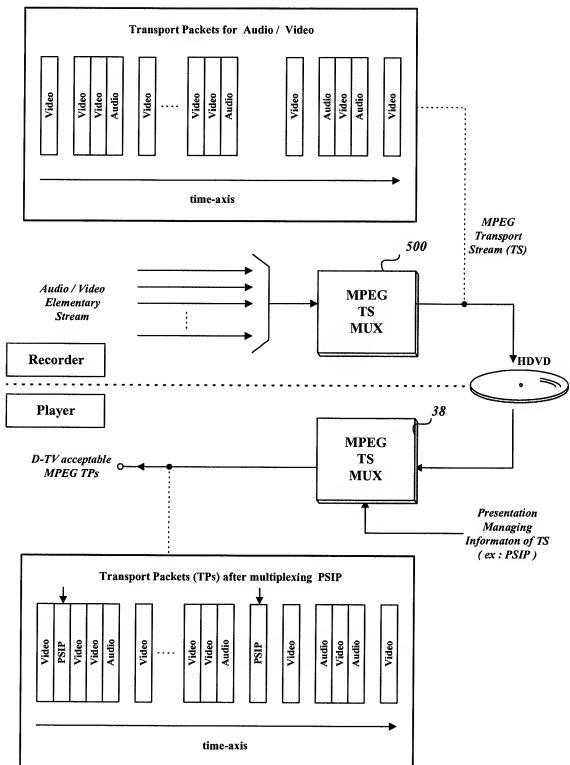 Transport Packets for Audio / Video
Video Video Video Audio Video ..... Video Video Audio Video Audio Video Audio Video
time-axis
MPEG
Transport
Stream (TS)
500
Audio / Video
Elementary
Stream
MPEG
TS
MUX
Recorder
HDVD
Player
38
D-TV acceptable
MPEG TPs
MPEG
TS
MUX
Presentation
Managing
Informaton of TS
( ex : PSIP )
Transport Packets (TPs) after multiplexing PSIP
Video PSIP Video Video Audio Video ..... Video Video Audio PSIP Video Audio Video Audio Video
time-axis